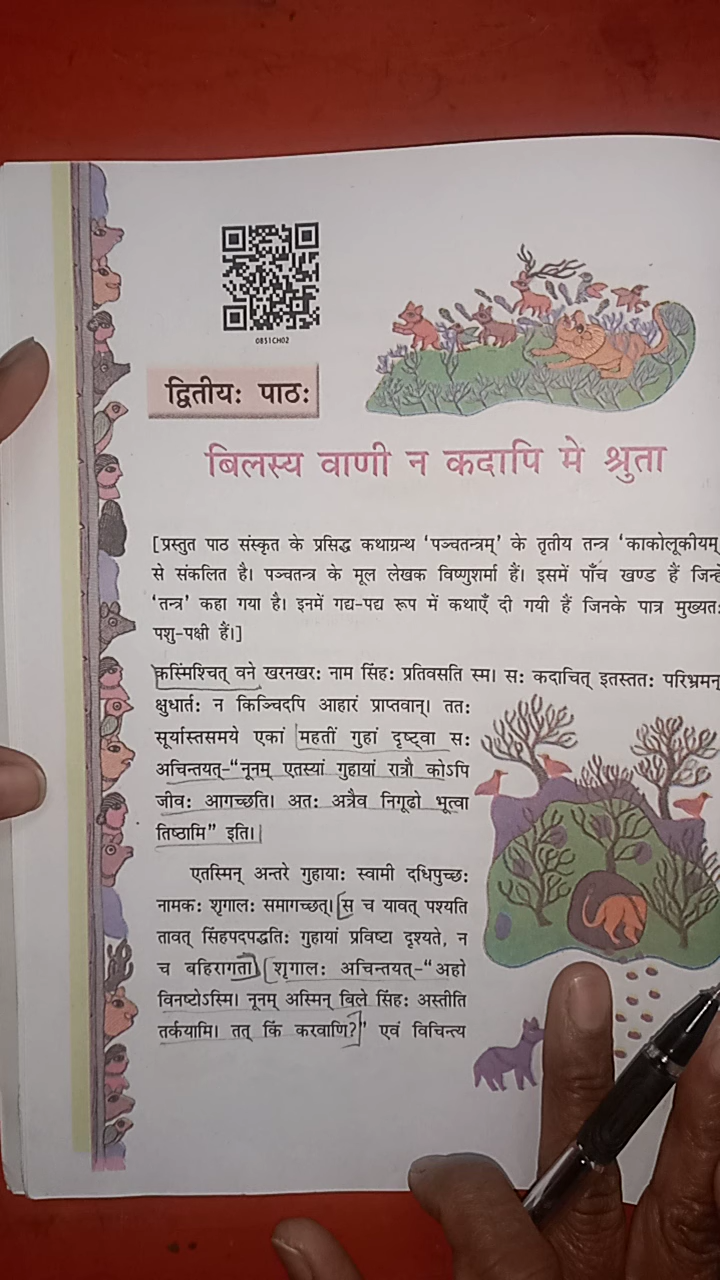 0851CH02
द्वितीयः पाठः
बिलस्य वाणी न कदापि मे श्रुता
[प्रस्तुत पाठ संस्कृत के प्रसिद्ध कथाग्रन्थ ‘पञ्चतन्त्रम्’ के तृतीय तन्त्र ‘काकोलूकीयम्
से संकलित है। पञ्चतन्त्र के मूल लेखक विष्णुशर्मा हैं। इसमें पाँच खण्ड हैं जिन्हें
‘तन्त्र’ कहा गया है। इनमें गद्य-पद्य रूप में कथाएँ दी गयी हैं जिनके पात्र मुख्यतः
पशु-पक्षी हैं।]
कस्मिंश्चित् वने खरनखरः नाम सिंहः प्रतिवसति स्म। सः कदाचित् इतस्ततः परिभ्रमन्
क्षुधार्तः न किञ्चिदपि आहारं प्राप्तवान्। ततः
सूर्यास्तसमये एकां महतीं गुहां दृष्ट्वा सः
अचिन्तयत्-“नूनम् एतस्यां गुहायां रात्रौ कोऽपि
जीवः आगच्छति। अतः अत्रैव निगूढो भूत्वा
तिष्ठामि” इति।
एतस्मिन् अन्तरे गुहायाः स्वामी दधिपुच्छः
नामकः शृगालः समागच्छत्। स च यावत् पश्यति
तावत् सिंहपदपद्धतिः गुहायां प्रविष्टा दृश्यते, न
च बहिरागता। शृगालः अचिन्तयत्-“अहो
विनष्टोऽस्मि। नूनम् अस्मिन् बिले सिंहः अस्तीति
तर्कयामि। तत् किं करवाणि?” एवं विचिन्त्य